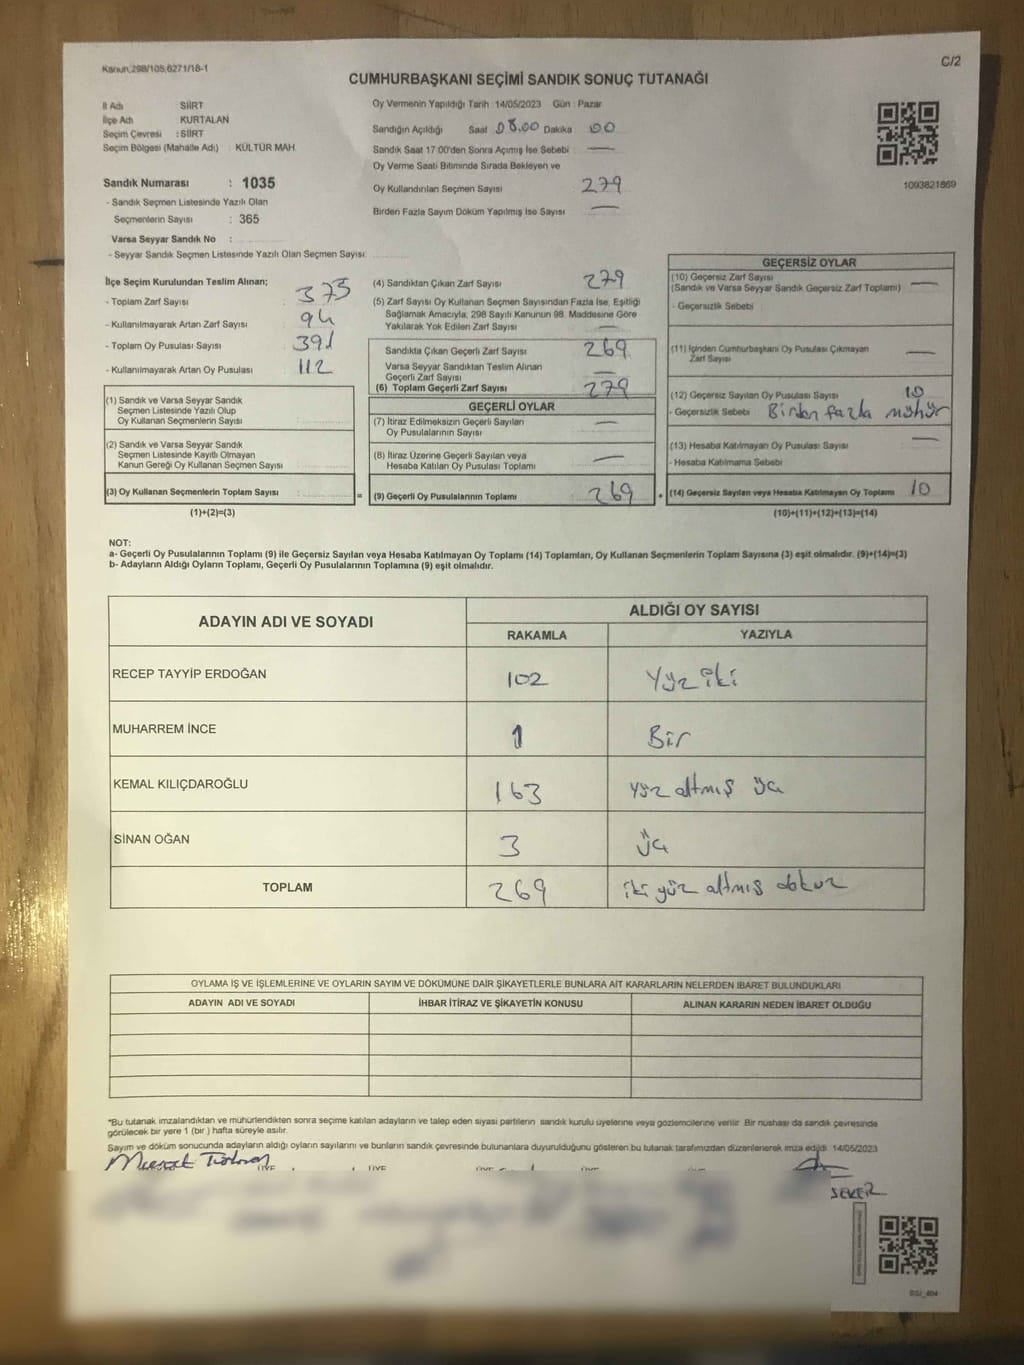 Kanun 298/105,6271/18-1
C/2
CUMHURBAŞKANI SEÇİMİ SANDIK SONUÇ TUTANAĞI
İl Adı SİİRT
İlçe Adı KURTALAN
Seçim Çevresi : SİİRT
Seçim Bölgesi (Mahalle Adı) : KÜLTÜR MAH.
Sandık Numarası : 1035
- Sandık Seçmen Listesinde Yazılı Olan
Seçmenlerin Sayısı : 365
Varsa Seyyar Sandık No :
- Seyyar Sandık Seçmen Listesinde Yazılı Olan Seçmen Sayısı:
Oy Vermenin Yapıldığı Tarih : 14/05/2023 Gün : Pazar
Sandığın Açıldığı Saat 08.00 Dakika 00
Sandık Saat 17:00'den Sonra Açımış İse Sebebi : —
Oy Verme Saati Bitiminde Sırada Bekleyen ve
Oy Kullandırılan Seçmen Sayısı 279
Birden Fazla Sayım Döküm Yapılmış İse Sayısı —
1093821869
İlçe Seçim Kurulundan Teslim Alınan;
- Toplam Zarf Sayısı : 375
- Kullanılmayarak Artan Zarf Sayısı : 94
- Toplam Oy Pusulası Sayısı : 391
- Kullanılmayarak Artan Oy Pusulası : 112
(1) Sandık ve Varsa Seyyar Sandık
Seçmen Listesinde Yazılı Olup
Oy Kullanan Seçmenlerin Sayısı :
(2) Sandık ve Varsa Seyyar Sandık
Seçmen Listesinde Kayıtlı Olmayan
Kanun Gereği Oy Kullanan Seçmen Sayısı :
(3) Oy Kullanan Seçmenlerin Toplam Sayısı :
(1)+(2)=(3)
(4) Sandıktan Çıkan Zarf Sayısı : 279
(5) Zarf Sayısı Oy Kullanan Seçmen Sayısından Fazla İse, Eşitliği
Sağlamak Amacıyla, 298 Sayılı Kanunun 98. Maddesine Göre
Yakılarak Yok Edilen Zarf Sayısı : —
Sandıkta Çıkan Geçerli Zarf Sayısı : 269
Varsa Seyyar Sandıktan Teslim Alınan
Geçerli Zarf Sayısı : —
(6) Toplam Geçerli Zarf Sayısı : 279
GEÇERLİ OYLAR
(7) İtiraz Edilmeksizin Geçerli Sayılan
Oy Pusulalarının Sayısı : —
(8) İtiraz Üzerine Geçerli Sayılan veya
Hesaba Katılan Oy Pusulası Toplamı : —
= (9) Geçerli Oy Pusulalarının Toplamı : 269 +
GEÇERSİZ OYLAR
(10) Geçersiz Zarf Sayısı
(Sandık ve Varsa Seyyar Sandık Geçersiz Zarf Toplamı) : —
- Geçersizlik Sebebi :
(11) İçinden Cumhurbaşkanı Oy Pusulası Çıkmayan
Zarf Sayısı : —
(12) Geçersiz Sayılan Oy Pusulası Sayısı : 10
- Geçersizlik Sebebi : Birden fazla mühür
(13) Hesaba Katılmayan Oy Pusulası Sayısı : —
- Hesaba Katılmama Sebebi :
(14) Geçersiz Sayılan veya Hesaba Katılmayan Oy Toplamı : 10
(10)+(11)+(12)+(13)=(14)
NOT:
a- Geçerli Oy Pusulalarının Toplamı (9) ile Geçersiz Sayılan veya Hesaba Katılmayan Oy Toplamı (14) Toplamları, Oy Kullanan Seçmenlerin Toplam Sayısına (3) eşit olmalıdır. (9)+(14)=(3)
b- Adayların Aldığı Oyların Toplamı, Geçerli Oy Pusulalarının Toplamına (9) eşit olmalıdır.
ADAYIN ADI VE SOYADI ALDIĞI OY SAYISI
RAKAMLA YAZIYLA
RECEP TAYYİP ERDOĞAN 102 Yüz iki
MUHARREM İNCE 1 Bir
KEMAL KILIÇDAROĞLU 163 yüz altmış üç
SİNAN OĞAN 3 üç
TOPLAM 269 iki yüz altmış dokuz
OYLAMA İŞ VE İŞLEMLERİNE VE OYLARIN SAYIM VE DÖKÜMÜNE DAİR ŞİKAYETLERLE BUNLARA AİT KARARLARIN NELERDEN İBARET BULUNDUKLARI
ADAYIN ADI VE SOYADI İHBAR İTİRAZ VE ŞİKAYETİN KONUSU ALINAN KARARIN NEDEN İBARET OLDUĞU
*Bu tutanak imzalandıktan ve mühürlendikten sonra seçime katılan adayların ve talep eden siyasi partilerin sandık kurulu üyelerine veya gözlemcilerine verilir. Bir nüshası da sandık çevresinde
görülecek bir yere 1 (bir) hafta süreyle asılır.
Sayım ve döküm sonucunda adayların aldığı oyların sayılarını ve bunların sandık çevresinde bulunanlara duyurulduğunu gösteren bu tutanak tarafımızdan düzenlenerek imza edildi. 14/05/2023
ŞEKER